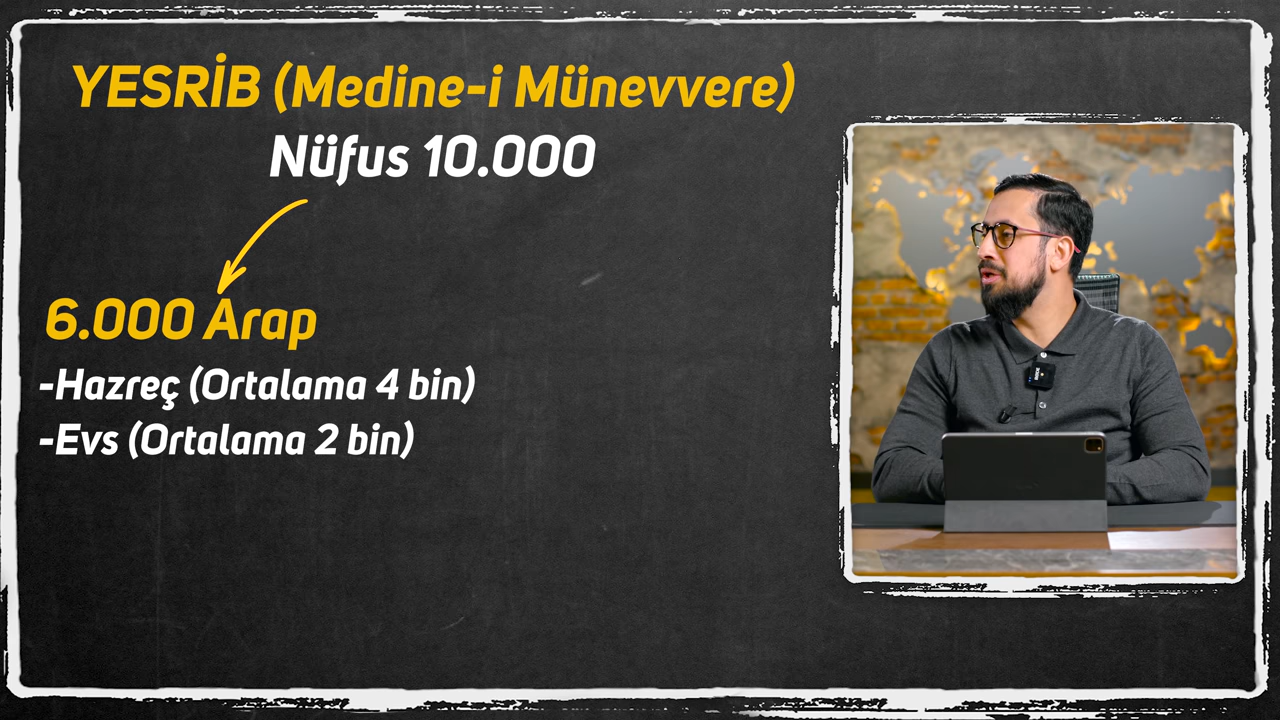 YESRİB (Medine-i Münevvere)
Nüfus 10.000
6.000 Arap
-Hazreç (Ortalama 4 bin)
-Evs (Ortalama 2 bin)